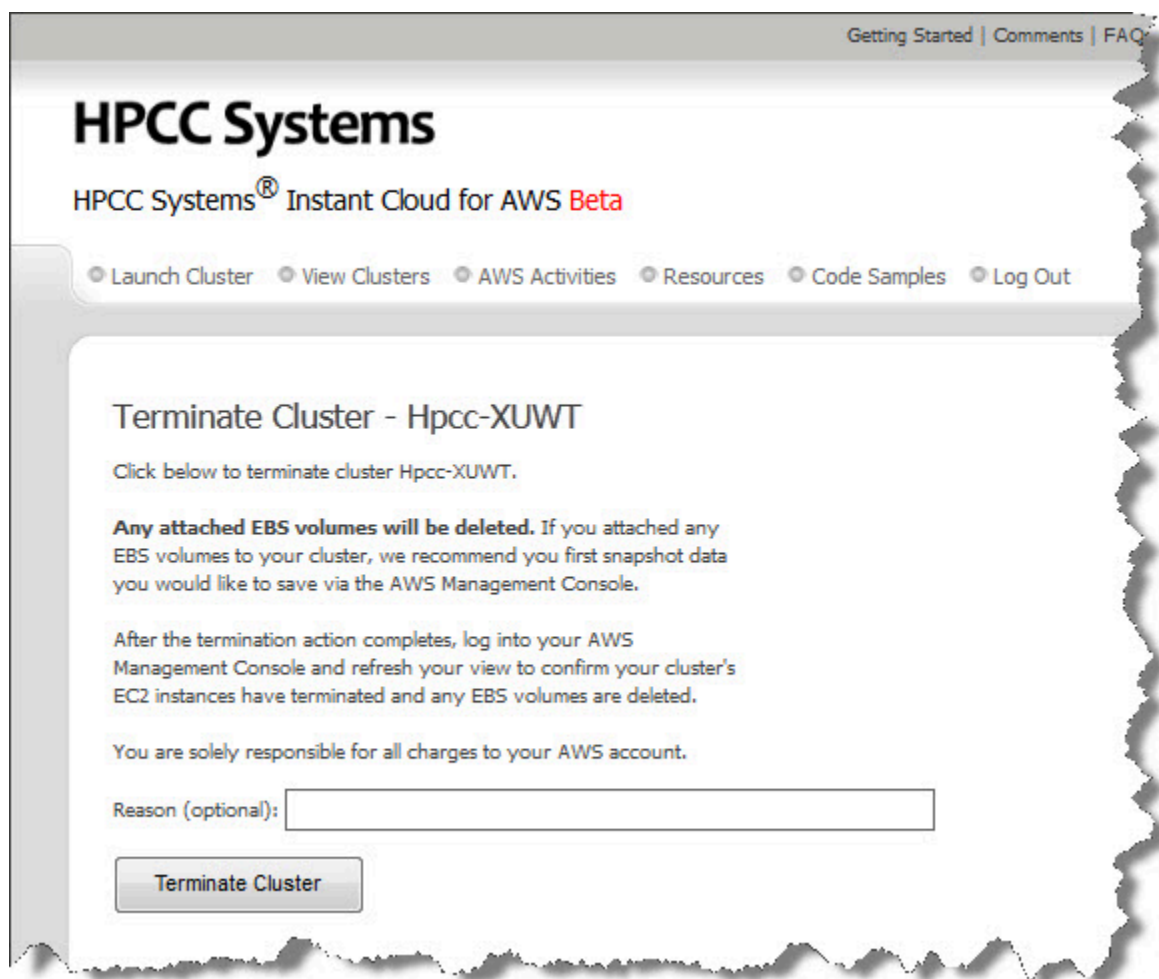 Getting Started | Comments | FAQ
HPCC Systems
HPCC Systems® Instant Cloud for AWS Beta
Launch Cluster View Clusters AWS Activities Resources Code Samples Log Out
Terminate Cluster - Hpcc-XUWT
Click below to terminate cluster Hpcc-XUWT.
Any attached EBS volumes will be deleted. If you attached any
EBS volumes to your cluster, we recommend you first snapshot data
you would like to save via the AWS Management Console.
After the termination action completes, log into your AWS
Management Console and refresh your view to confirm your cluster's
EC2 instances have terminated and any EBS volumes are deleted.
You are solely responsible for all charges to your AWS account.
Reason (optional):
Terminate Cluster